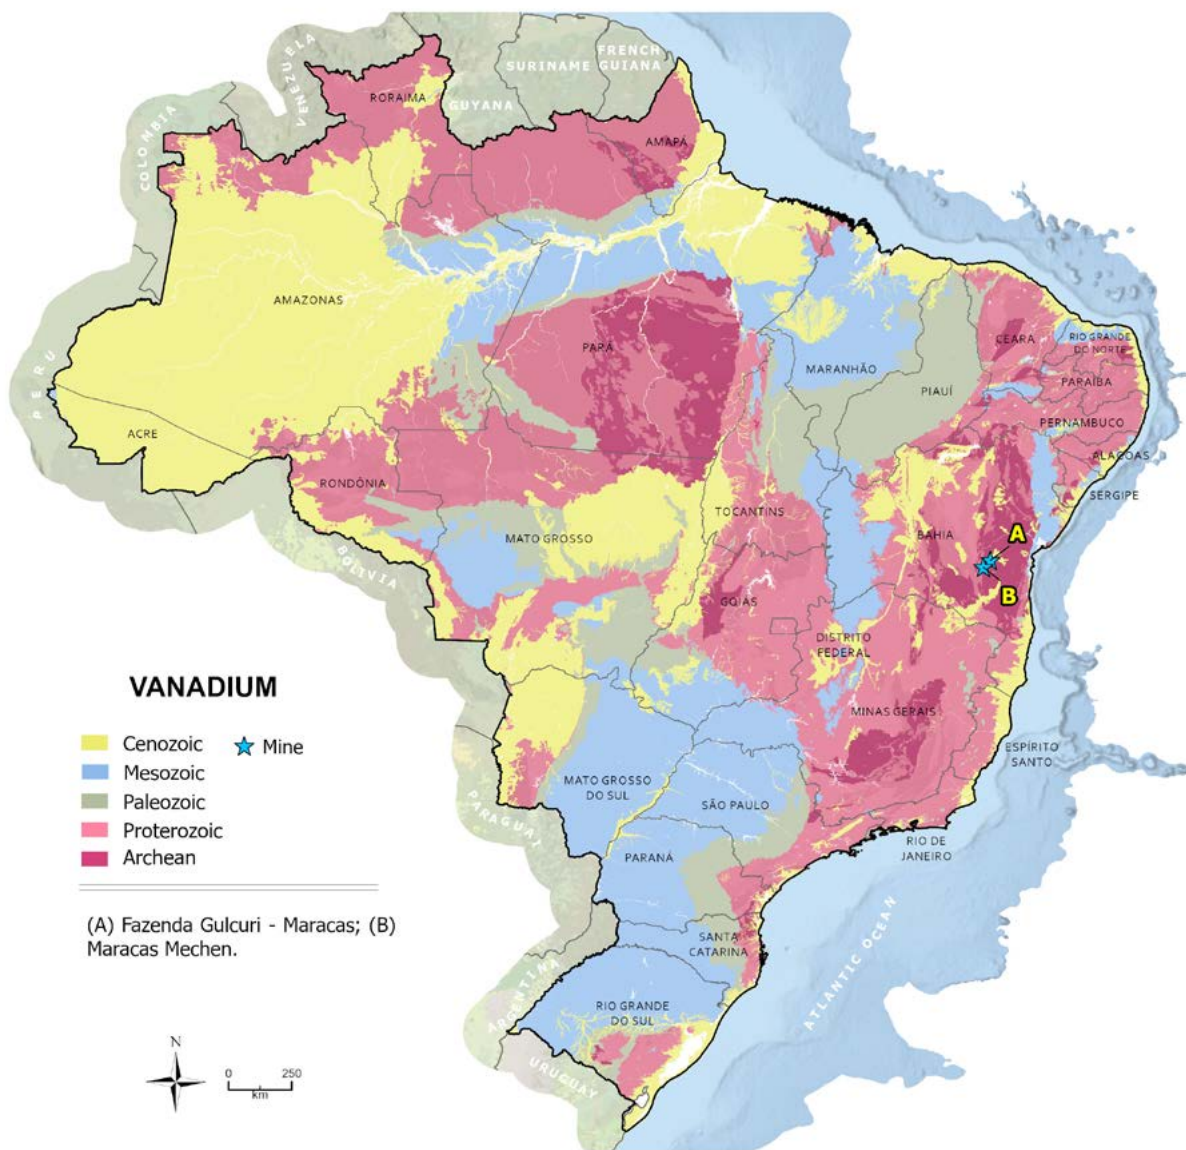 VENEZUELA
SURINAME
FRENCH
GUIANA
COLOMBIA
RORAIMA
GUYANA
AMAPÁ
AMAZONAS
PARÁ
MARANHÃO
CEARA
RIO GRANDE
DO NORTE
PERU
PIAUÍ
PARAÍBA
PERNAMBUCO
ACRE
ALAGOAS
RONDÔNIA
SERGIPE
TOCANTINS
MATO GROSSO
BAHIA
A
BOLIVIA
B
GOIÁS
DISTRITO
FEDERAL
VANADIUM
MINAS GERAIS
Cenozoic
Mine
ESPÍRITO
SANTO
Mesozoic
MATO GROSSO
DO SUL
Paleozoic
SÃO PAULO
PARAGUAI
Proterozoic
RIO DE
JANEIRO
Archean
PARANÁ
(A) Fazenda Gulcuri - Maracas; (B)
Maracas Mechen.
SANTA
CATARINA
ATLANTIC OCEAN
ARGENTINA
RIO GRANDE
DO SUL
N
0 250
km
URUGUAY